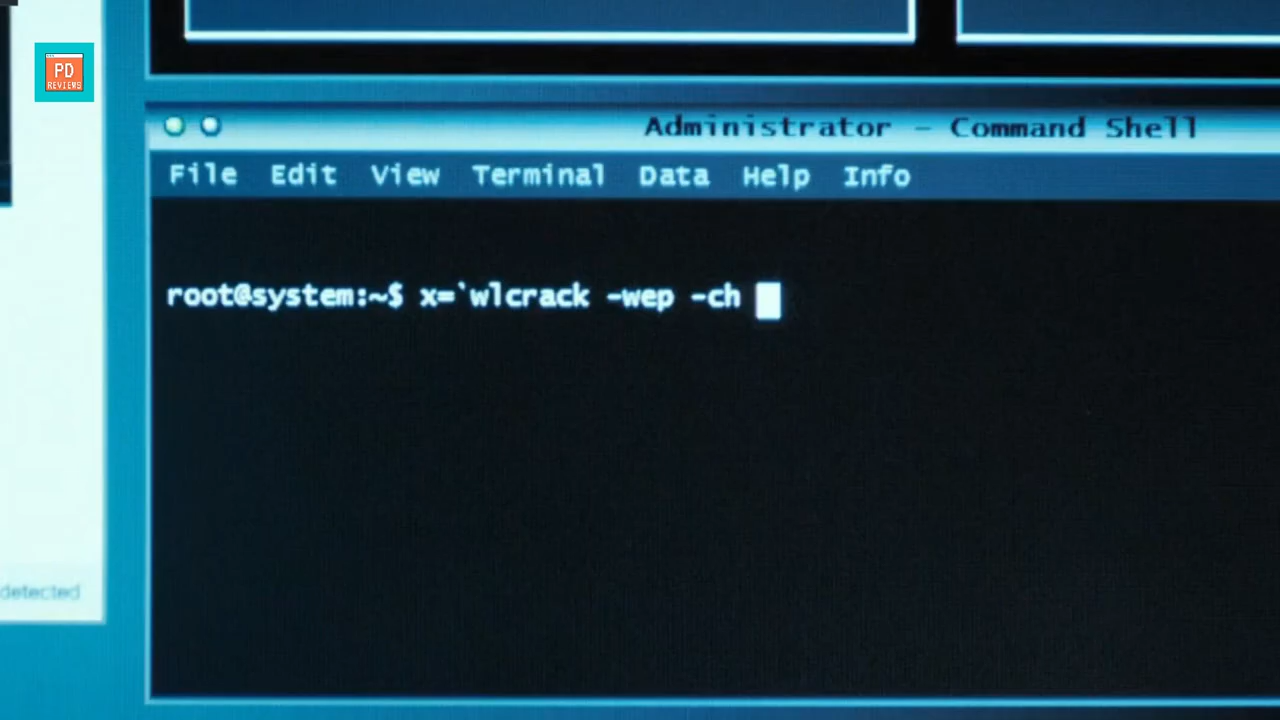 PD
REVIEWS
Administrator – Command Shell
File Edit View Terminal Data Help Info
root@system:~$ x=`wlcrack -wep -ch
detected